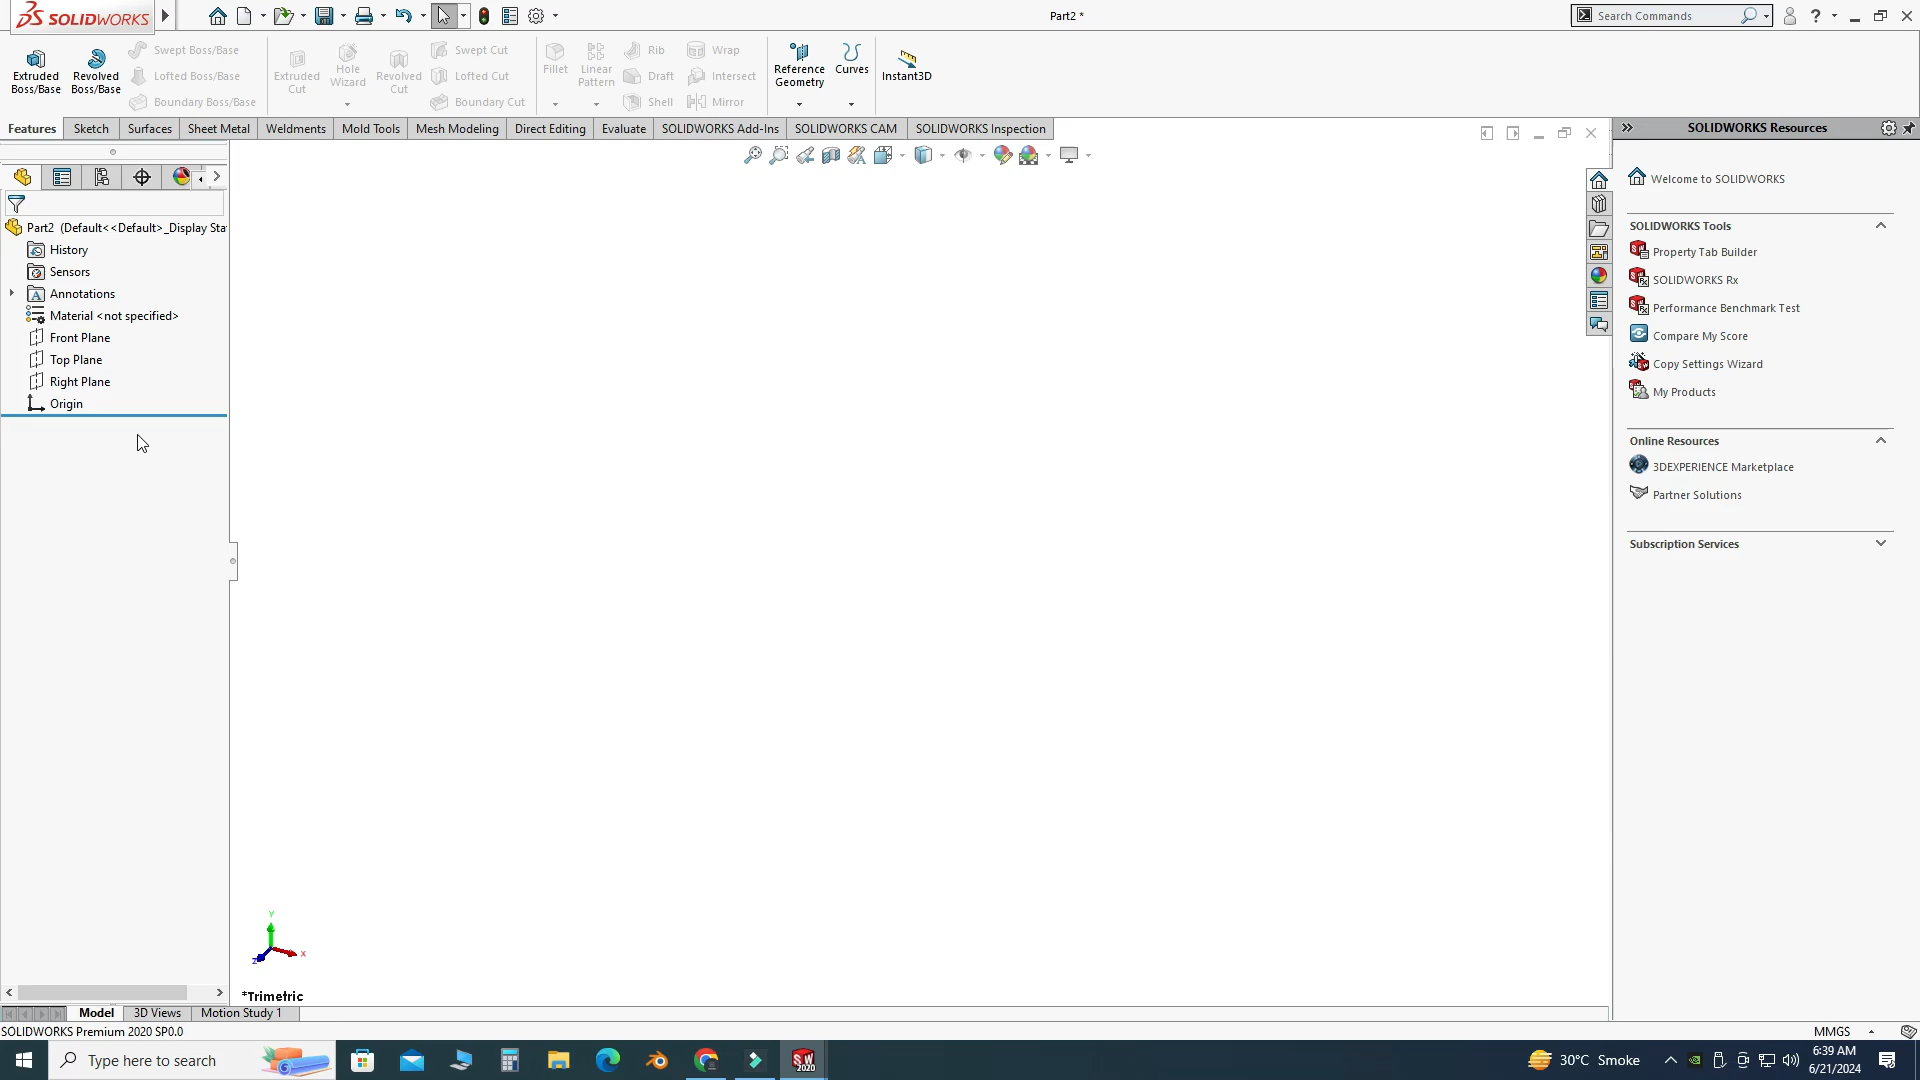 SOLIDWORKS
Part2 *
Search Commands
Extruded Boss/Base
Revolved Boss/Base
Swept Boss/Base
Lofted Boss/Base
Boundary Boss/Base
Extruded Cut
Hole Wizard
Revolved Cut
Swept Cut
Lofted Cut
Boundary Cut
Fillet
Linear Pattern
Rib
Draft
Shell
Wrap
Intersect
Mirror
Reference Geometry
Curves
Instant3D
Features
Sketch
Surfaces
Sheet Metal
Weldments
Mold Tools
Mesh Modeling
Direct Editing
Evaluate
SOLIDWORKS Add-Ins
SOLIDWORKS CAM
SOLIDWORKS Inspection
Part2 (Default<<Default>_Display Sta
History
Sensors
Annotations
Material <not specified>
Front Plane
Top Plane
Right Plane
Origin
Y
X
Z
*Trimetric
SOLIDWORKS Resources
Welcome to SOLIDWORKS
SOLIDWORKS Tools
Property Tab Builder
SOLIDWORKS Rx
Performance Benchmark Test
Compare My Score
Copy Settings Wizard
My Products
Online Resources
3DEXPERIENCE Marketplace
Partner Solutions
Subscription Services
Model
3D Views
Motion Study 1
SOLIDWORKS Premium 2020 SP0.0
MMGS
Type here to search
SW
2020
30°C Smoke
6:39 AM
6/21/2024